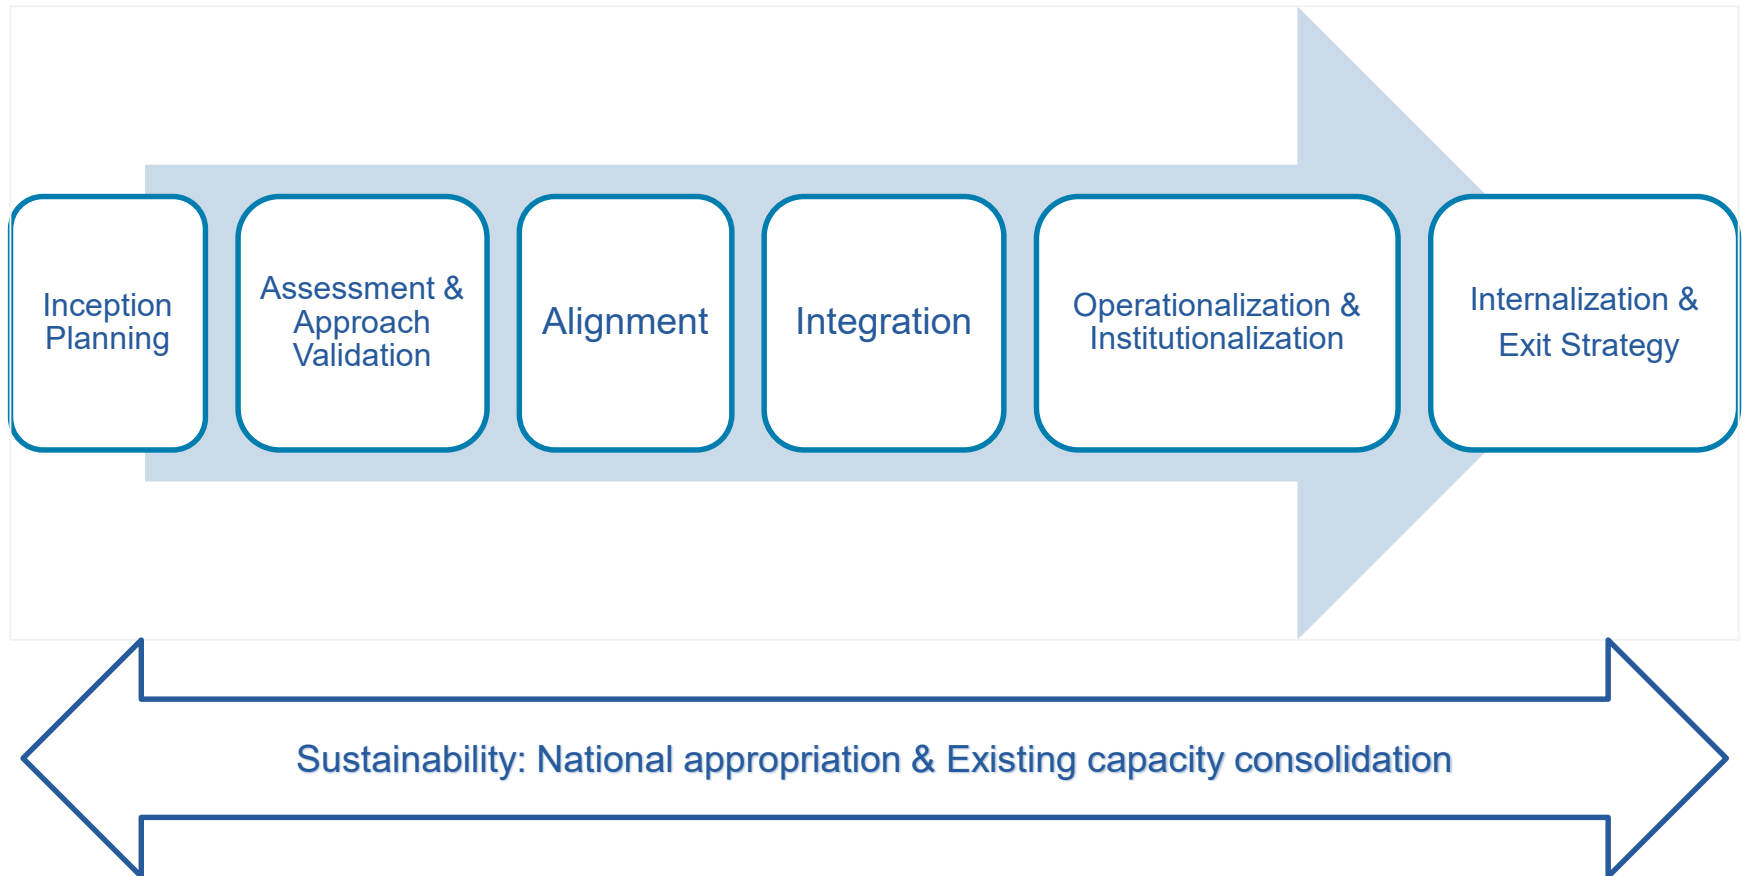 Inception
Planning
Assessment &
Approach
Validation
Alignment
Integration
Operationalization &
Institutionalization
Internalization &
Exit Strategy
Sustainability: National appropriation & Existing capacity consolidation